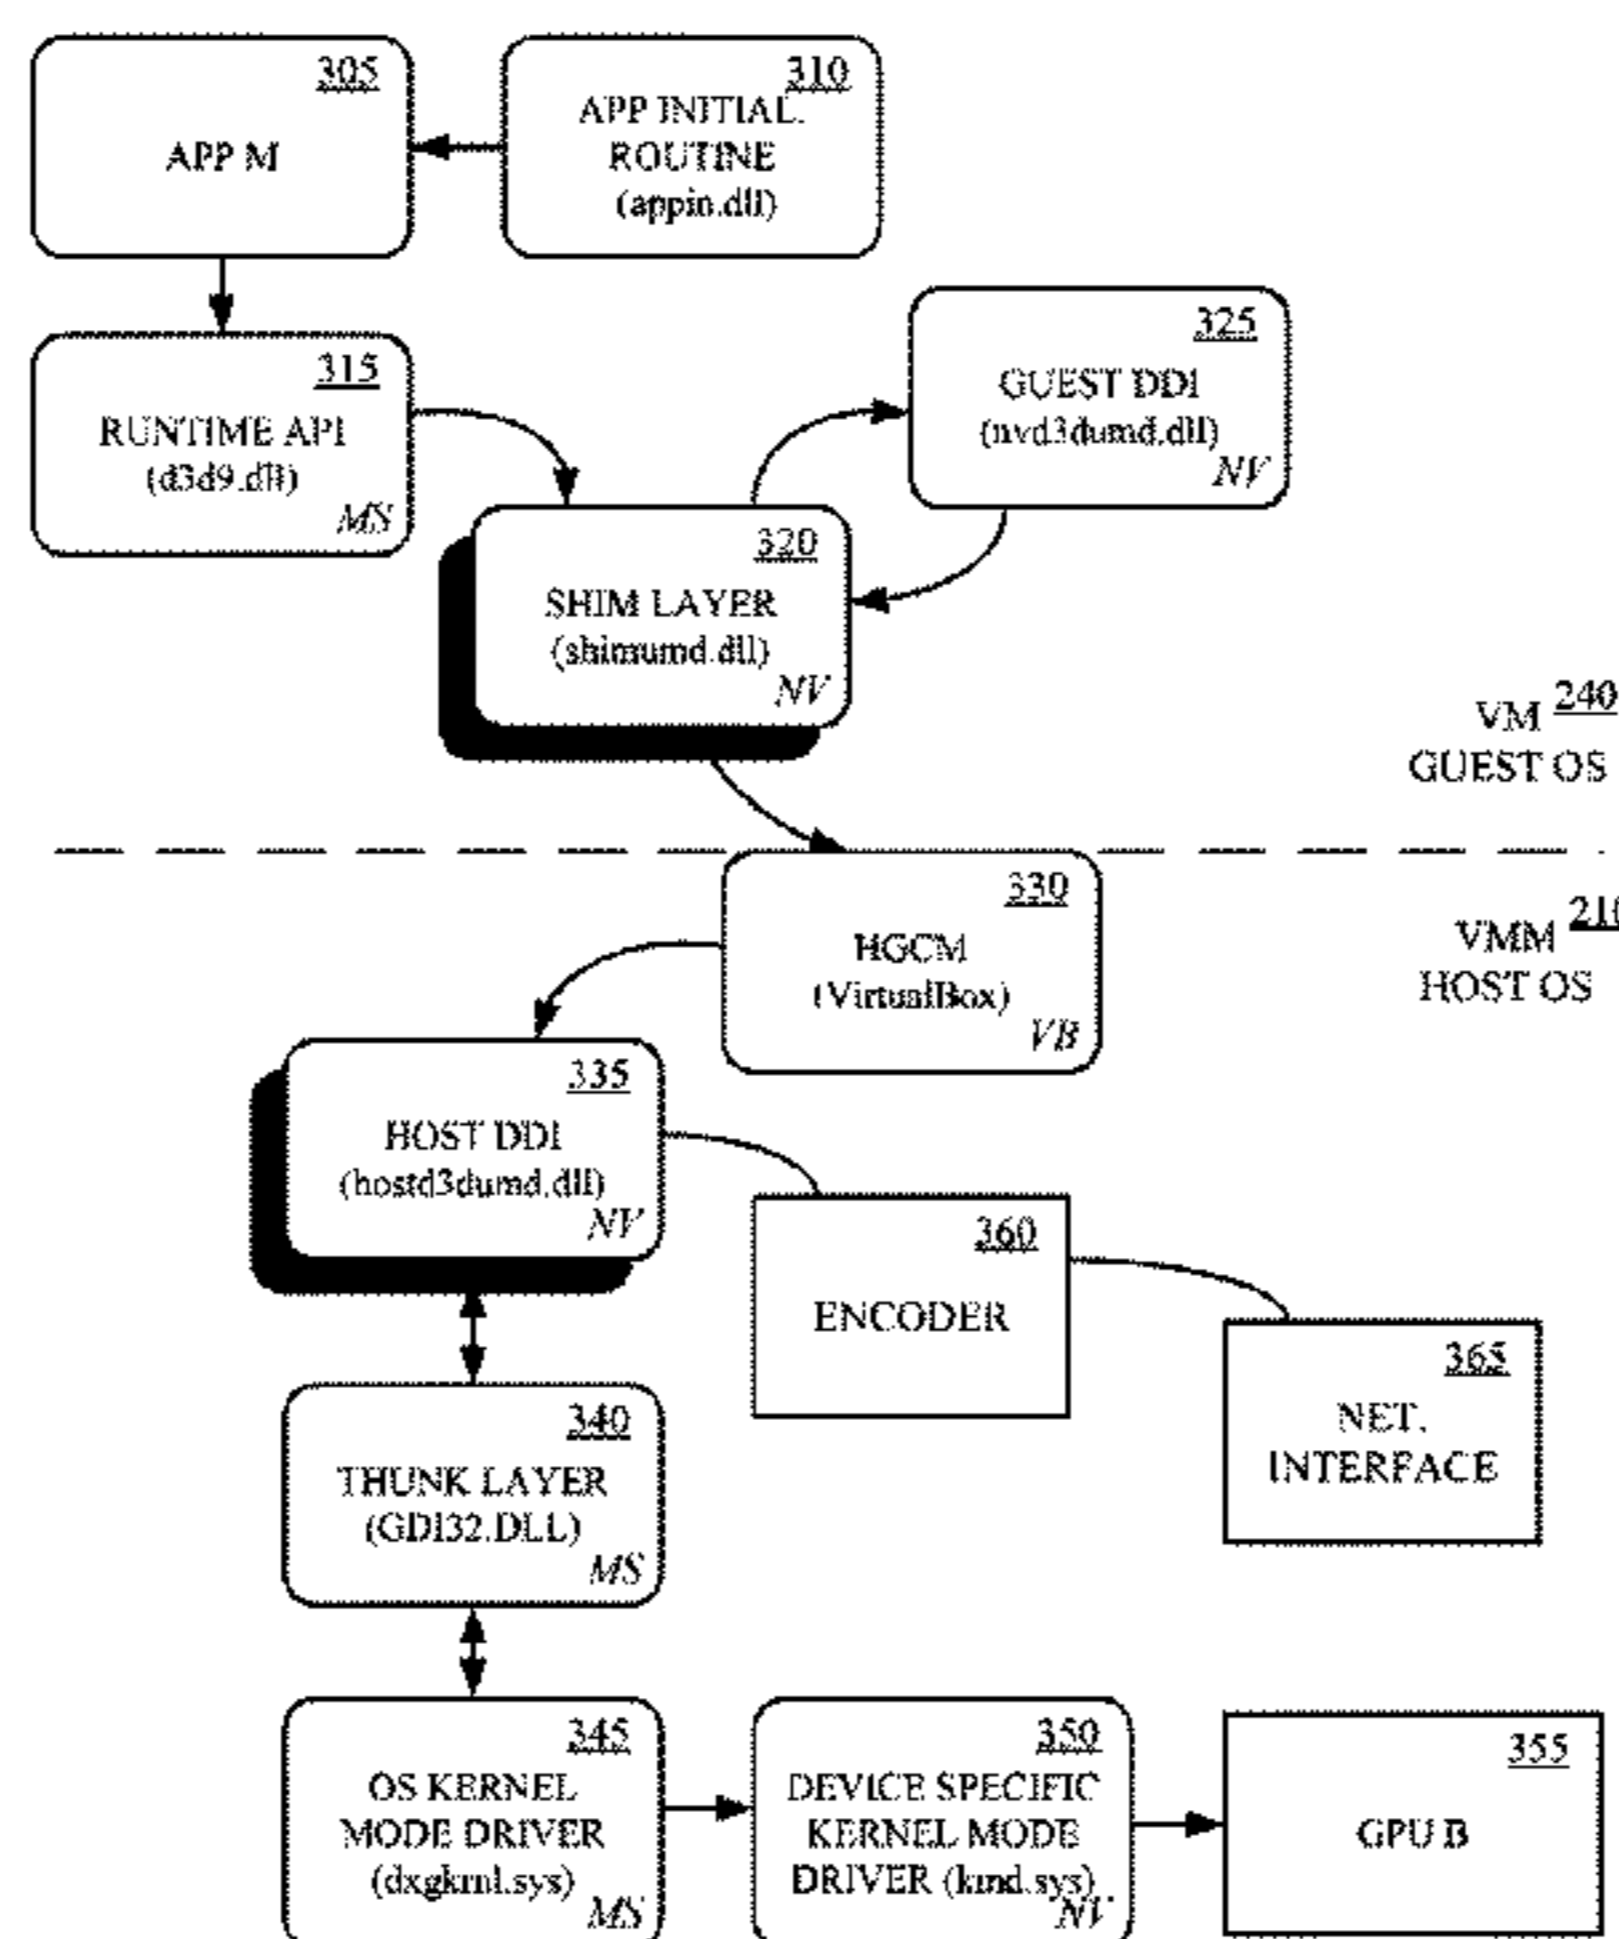 305
APP M
310
APP INITIAL.
ROUTINE
(appin.dll)
315
RUNTIME API
(d3d9.dll)
MS
325
GUEST DDI
(nvd3dumd.dll)
NV
320
SHIM LAYER
(shimumd.dll)
NV
VM 240
GUEST OS
330
HGCM
(VirtualBox)
VB
VMM 210
HOST OS
335
HOST DDI
(hostd3dumd.dll)
NV
360
ENCODER
365
NET.
INTERFACE
340
THUNK LAYER
(GDI32.DLL)
MS
345
OS KERNEL
MODE DRIVER
(dxgkrnl.sys)
MS
350
DEVICE SPECIFIC
KERNEL MODE
DRIVER (kmd.sys)
NV
355
GPU B